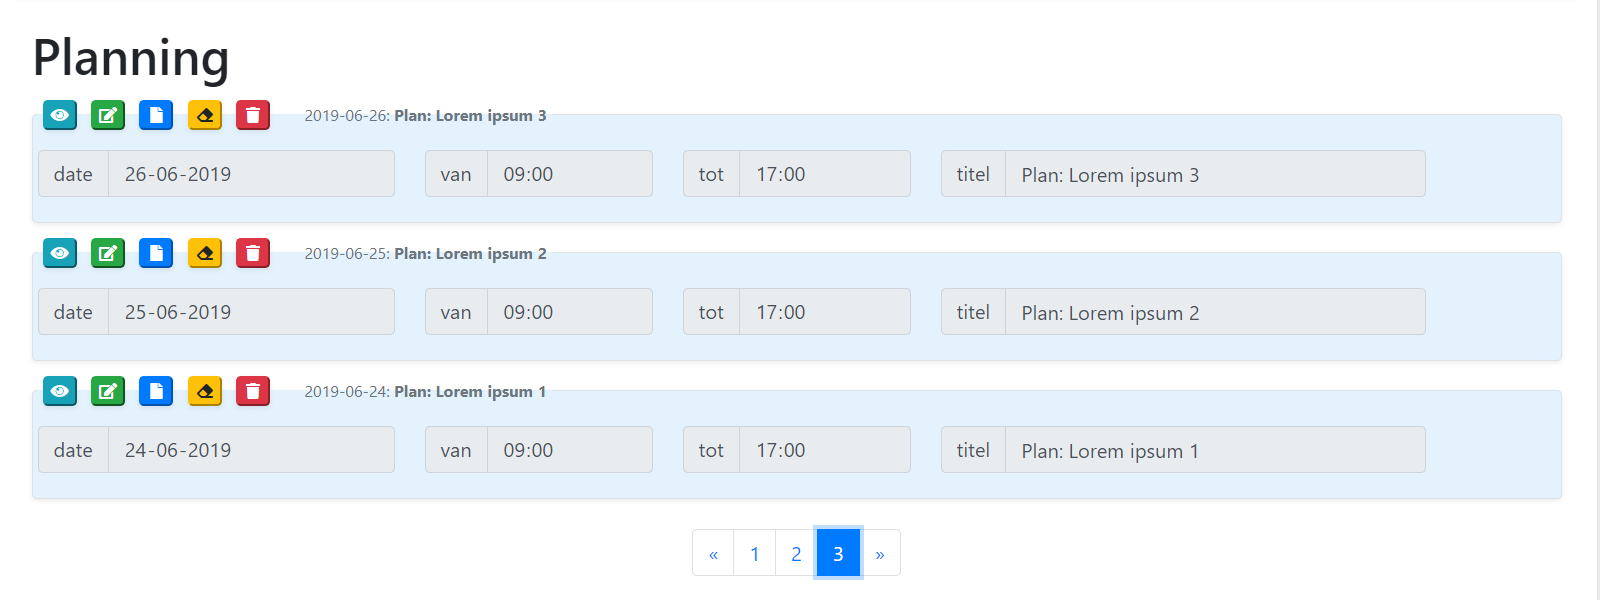 Planning
2019-06-26: Plan: Lorem ipsum 3
date 26-06-2019 van 09:00 tot 17:00 titel Plan: Lorem ipsum 3
2019-06-25: Plan: Lorem ipsum 2
date 25-06-2019 van 09:00 tot 17:00 titel Plan: Lorem ipsum 2
2019-06-24: Plan: Lorem ipsum 1
date 24-06-2019 van 09:00 tot 17:00 titel Plan: Lorem ipsum 1
« 1 2 3 »